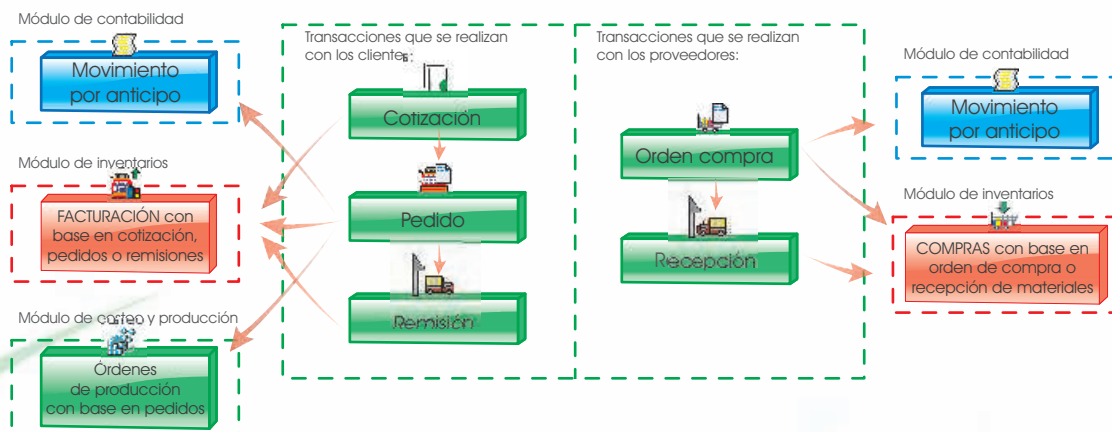 Módulo de contabilidad
Movimiento
por anticipo
Módulo de inventarios
FACTURACIÓN con
base en cotización,
pedidos o remisiones
Módulo de costeo y producción
Órdenes
de producción
con base en pedidos
Transacciones que se realizan
con los clientes:
Cotización
Pedido
Remisión
Transacciones que se realizan
con los proveedores:
Orden compra
Recepción
Módulo de contabilidad
Movimiento
por anticipo
Módulo de inventarios
COMPRAS con base en
orden de compra o
recepción de materiales